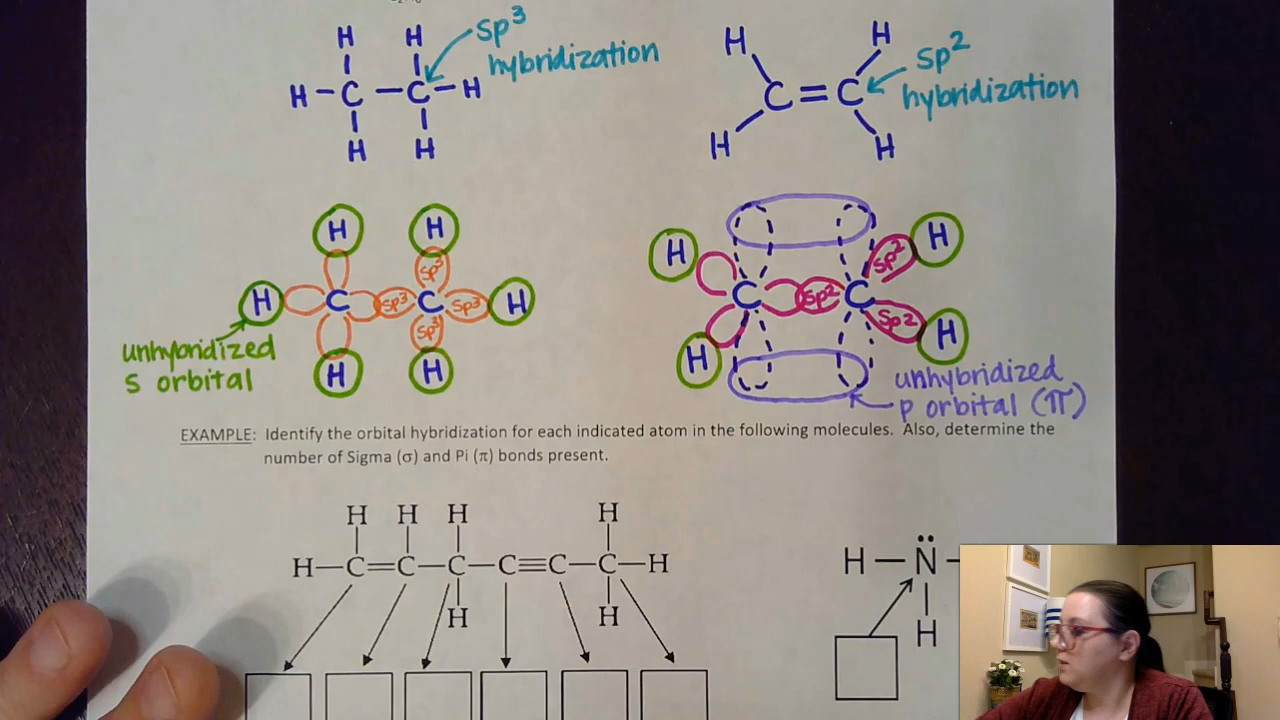 H H sp³
hybridization
H – C – C – H
H H
H H
sp²
C = C hybridization
H H
H H
H C sp³ sp³ C sp³ H
sp³
H H
unhybridized
s orbital
H H
sp²
C sp² C
sp2
H H
unhybridized
p orbital (π)
EXAMPLE: Identify the orbital hybridization for each indicated atom in the following molecules. Also, determine the
number of Sigma (σ) and Pi (π) bonds present.
H H H H
H–C=C–C–C≡C–C–H
H H
H – N̈ –
H